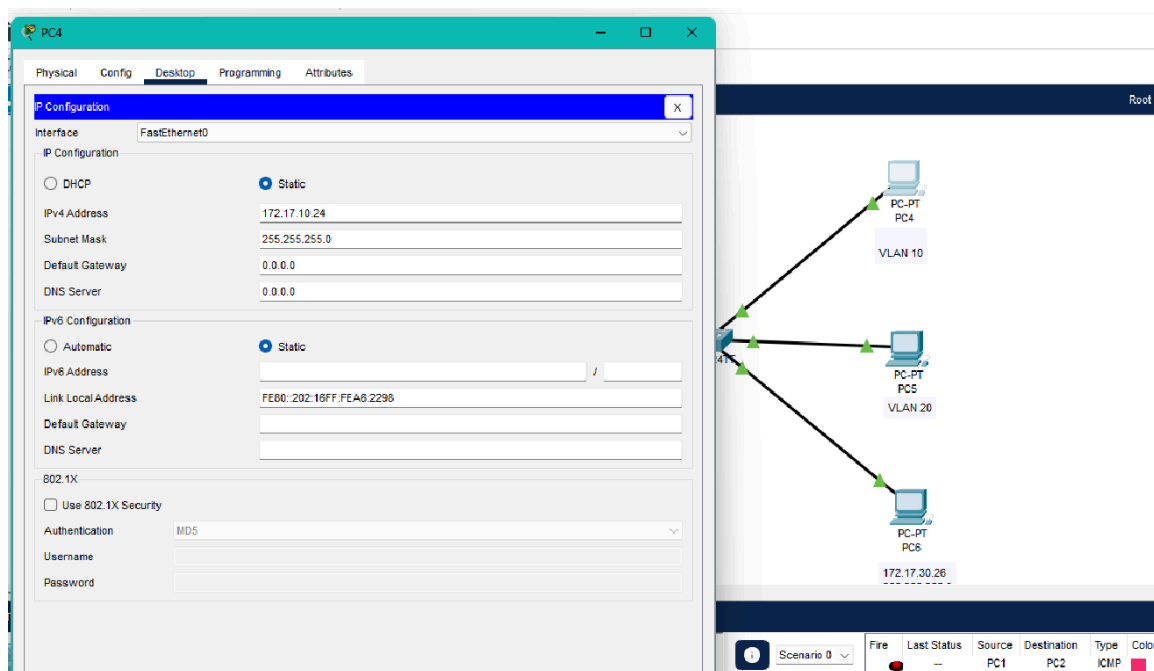 PC4
Physical Config Desktop Programming Attributes
IP Configuration
X
Interface FastEthernet0
IP Configuration
DHCP Static
IPv4 Address 172.17.10.24
Subnet Mask 255.255.255.0
Default Gateway 0.0.0.0
DNS Server 0.0.0.0
IPv6 Configuration
Automatic Static
IPv6 Address /
Link Local Address FE80::202:16FF:FEA6:2298
Default Gateway
DNS Server
802.1X
Use 802.1X Security
Authentication MD5
Username
Password
Root
PC-PT
PC4
VLAN 10
PC-PT
PC5
VLAN 20
PC-PT
PC6
172.17.30.26
Scenario 0
Fire Last Status Source Destination Type Color
-- PC1 PC2 ICMP